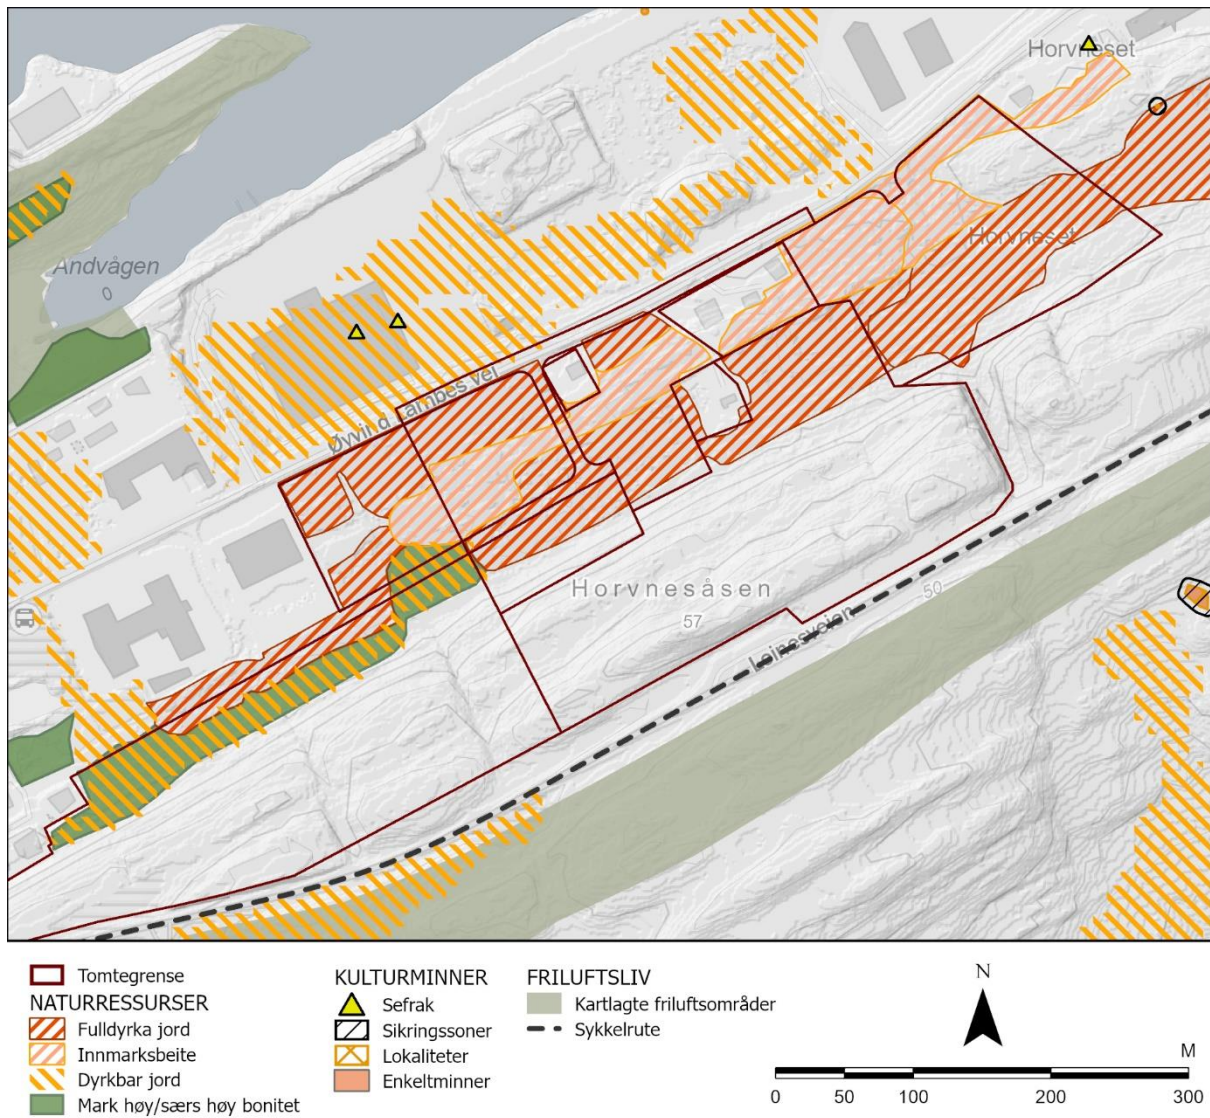 Horvneset
Andvågen
0
Horvneset
Øyvind Lambes vei
Horvnesåsen
57
50
Leinesveien
Tomtegrense
NATURRESSURSER
Fulldyrka jord
Innmarksbeite
Dyrkbar jord
Mark høy/særs høy bonitet
KULTURMINNER
Sefrak
Sikringssoner
Lokaliteter
Enkeltminner
FRILUFTSLIV
Kartlagte friluftsområder
Sykkelrute
N
M
0 50 100 200 300